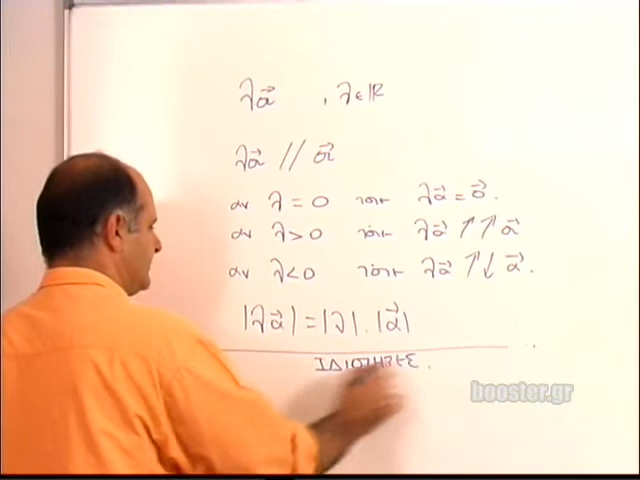 λα⃗ , λ∈ℝ
λα⃗ // α⃗
αν λ=0 τότε λα⃗ = 0⃗.
αν λ>0 τότε λα⃗ ↑↑ α⃗
αν λ<0 τότε λα⃗ ↑↓ α⃗.
|λα⃗| = |λ|.|α⃗|
ΙΔΙΟΤΗΤΕΣ.
booster.gr